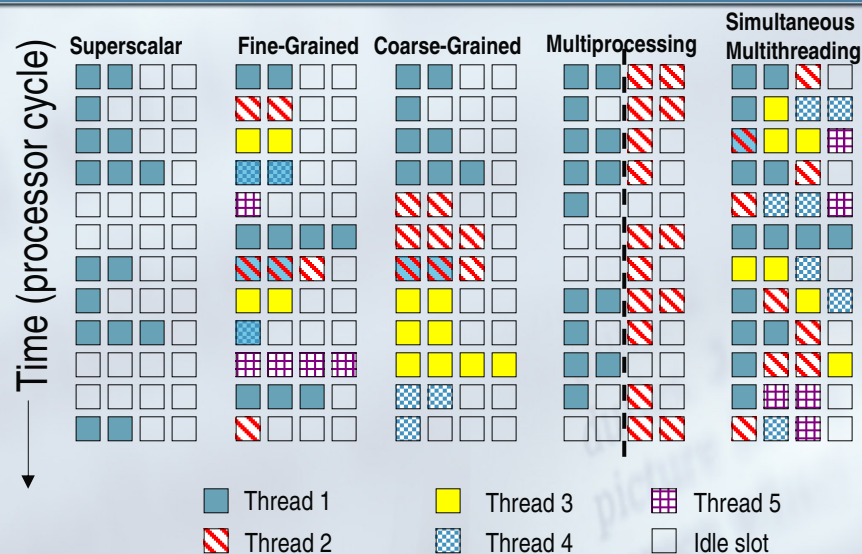 Simultaneous
Superscalar Fine-Grained Coarse-Grained Multiprocessing Multithreading
Time (processor cycle)
Thread 1 Thread 3 Thread 5
Thread 2 Thread 4 Idle slot
picture